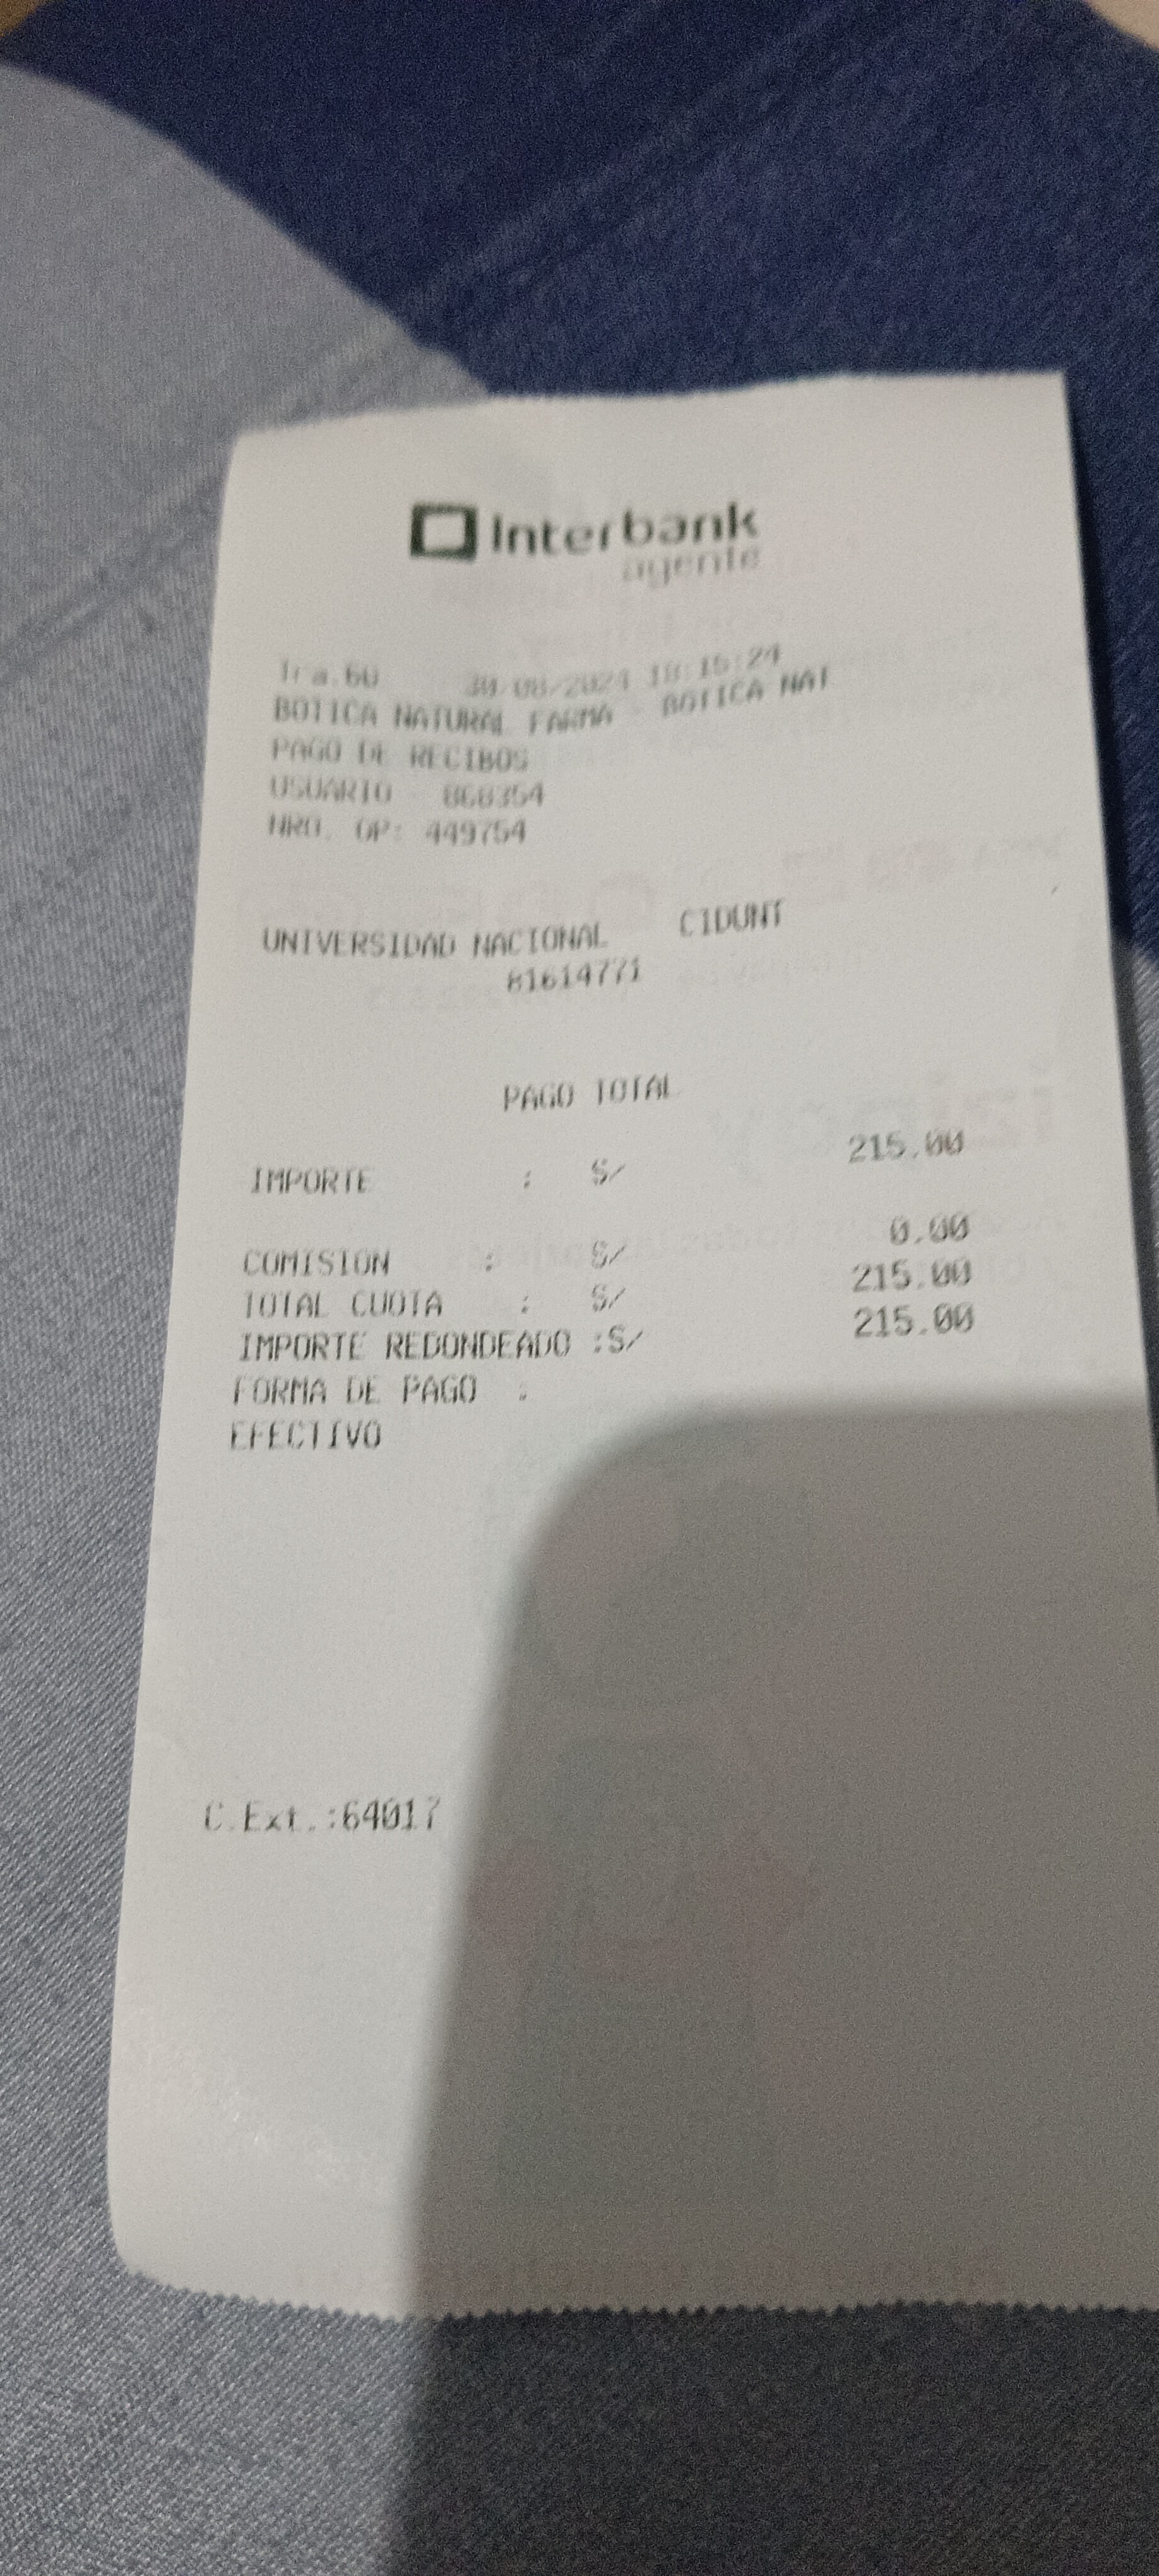 Interbank
agente
Tra.60 30/08/2024 18:15:24
BOTICA NATURAL FARMA - BOTICA NAT
PAGO DE RECIBOS
USUARIO - 868354
NRO. OP: 449754
UNIVERSIDAD NACIONAL CIDUNT
81614771
PAGO TOTAL
IMPORTE : S/ 215.00
COMISION : S/ 0.00
TOTAL CUOTA : S/ 215.00
IMPORTE REDONDEADO :S/ 215.00
FORMA DE PAGO :
EFECTIVO
C.Ext.:64017